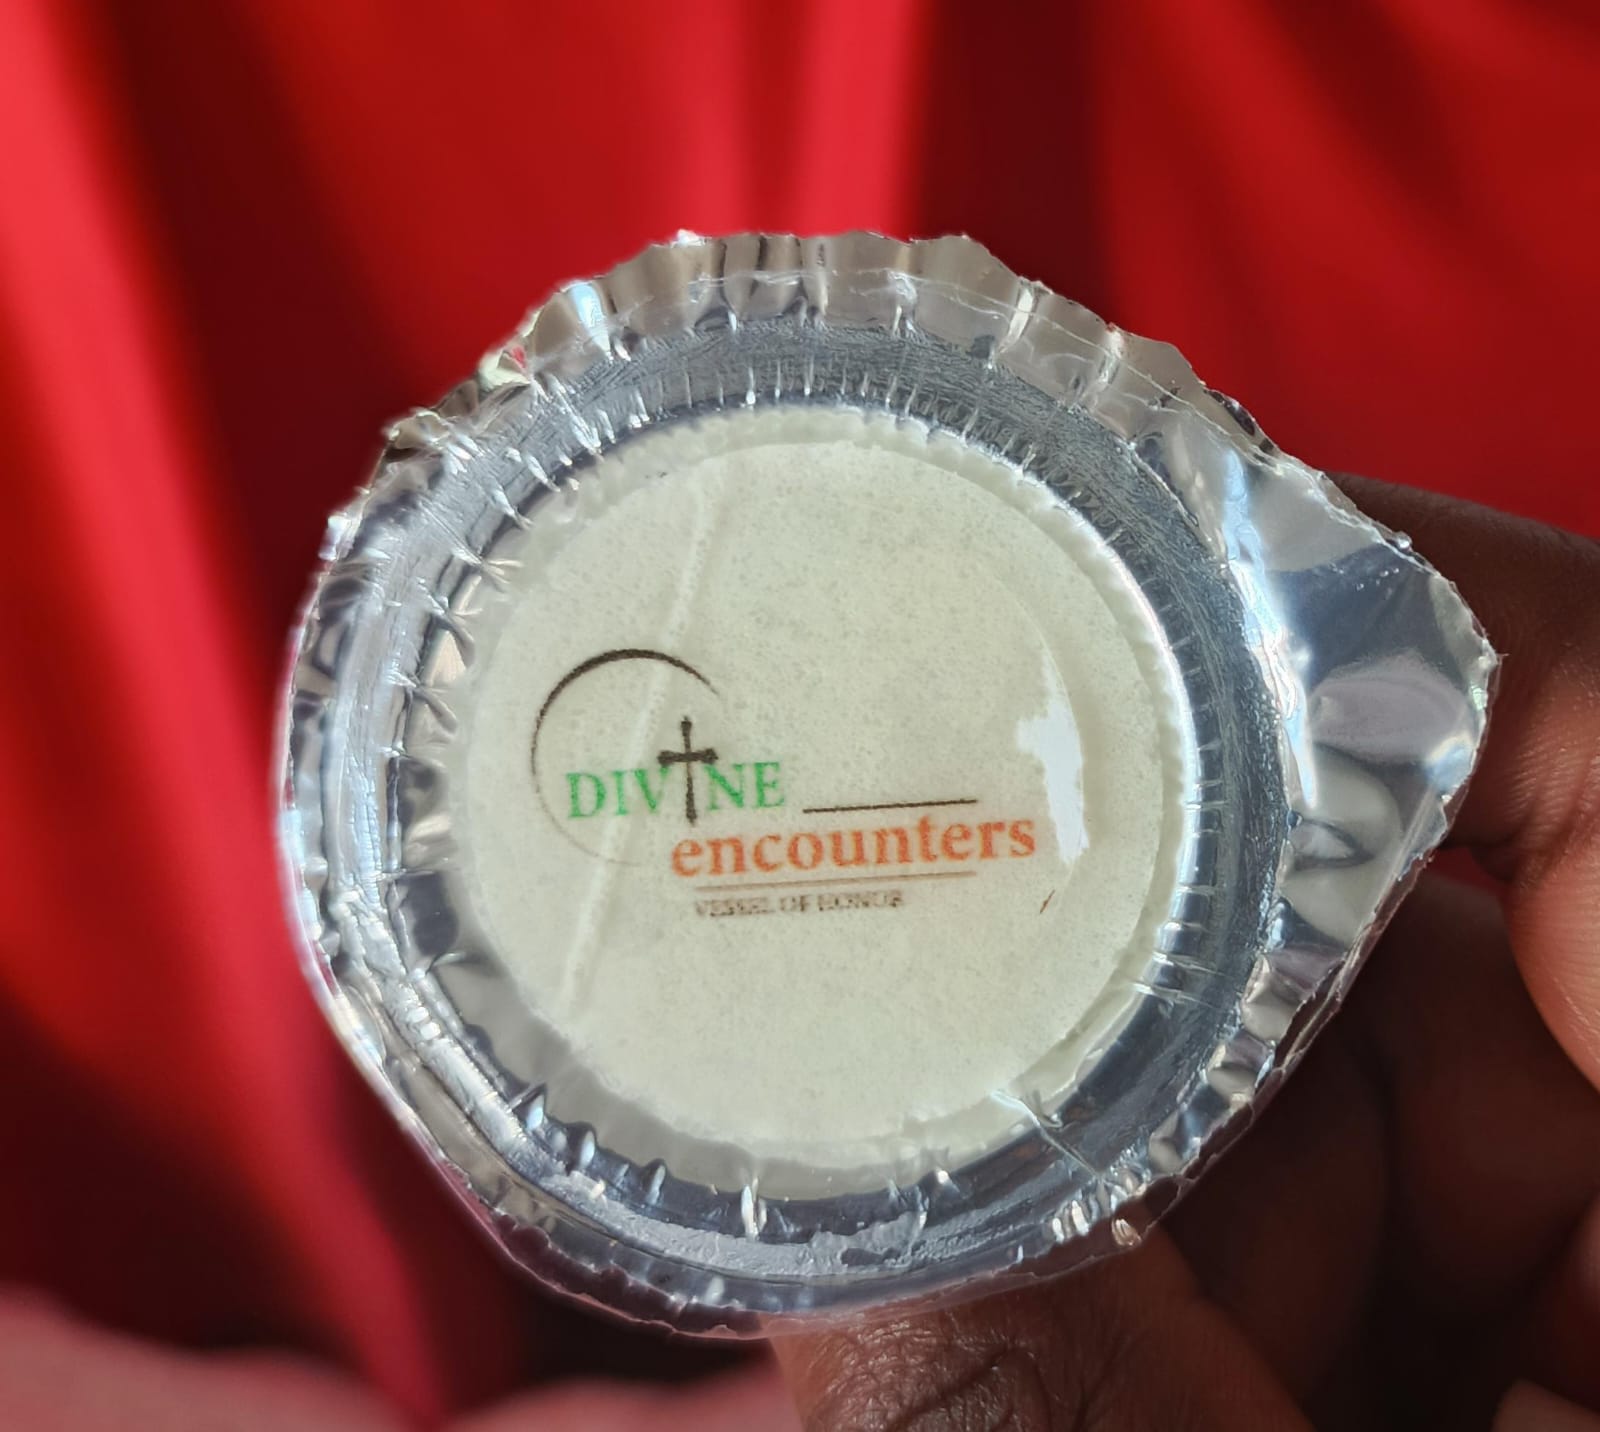 DIVINE
encounters
VESSEL OF HONOR